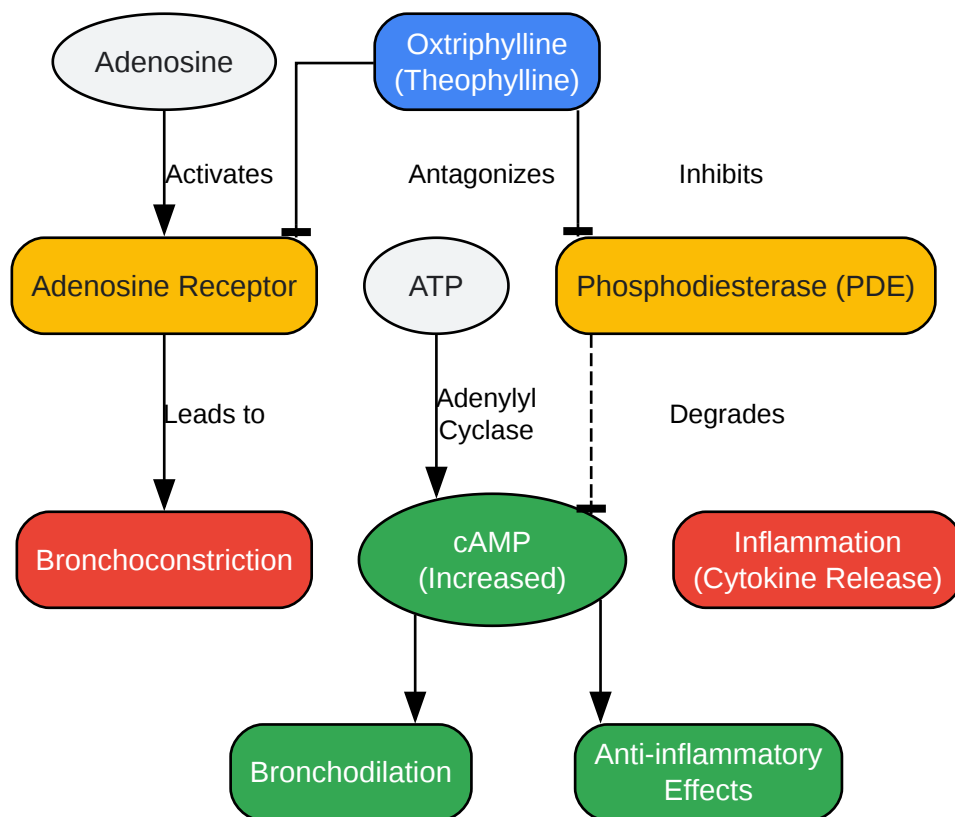 Adenosine
Oxtriphylline
(Theophylline)
Activates
Antagonizes
Inhibits
Adenosine Receptor
ATP
Phosphodiesterase (PDE)
Leads to
Adenylyl
Cyclase
Degrades
Bronchoconstriction
cAMP
(Increased)
Inflammation
(Cytokine Release)
Bronchodilation
Anti-inflammatory
Effects